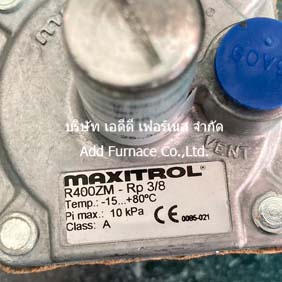 GOVS
VENT
บริษัท เอดีดี เฟอร์เนส จำกัด
Add Furnace Co.,Ltd.
MAXITROL®
R400ZM - Rp 3/8
Temp.: -15...+80ºC
Pi max.: 10 kPa CE 0085-021
Class: A